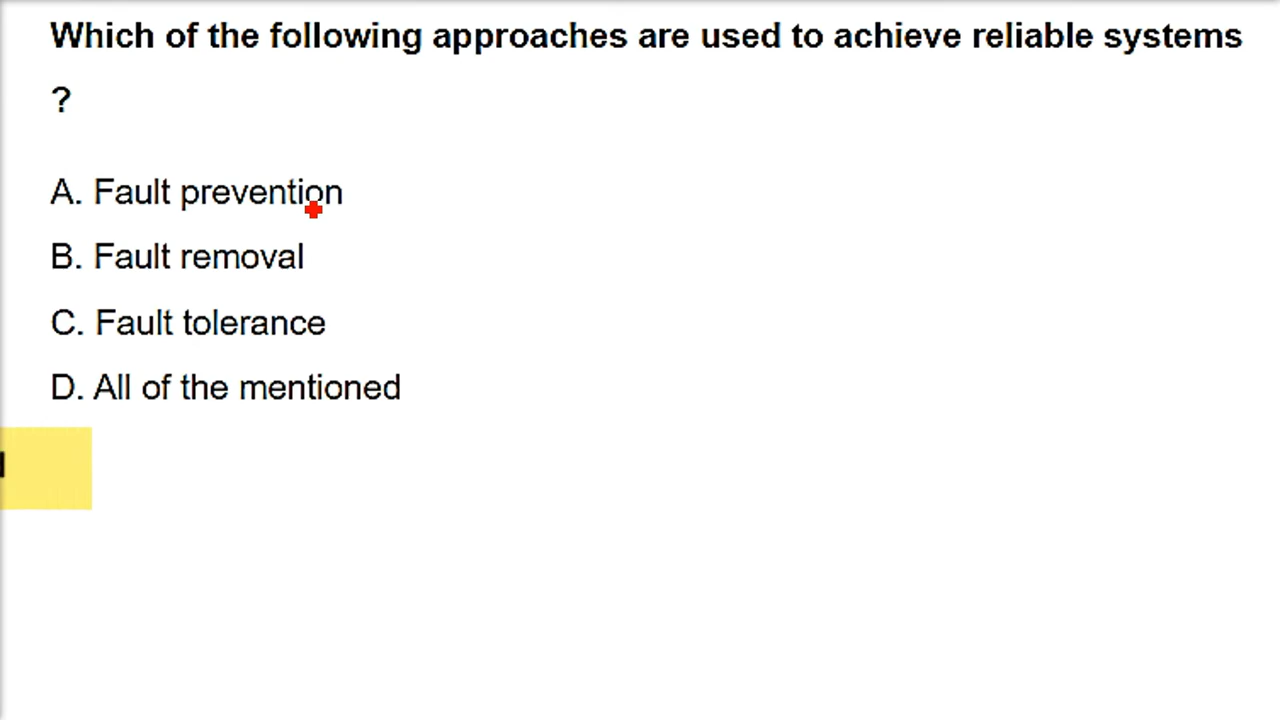 Which of the following approaches are used to achieve reliable systems
?
A. Fault prevention
B. Fault removal
C. Fault tolerance
D. All of the mentioned